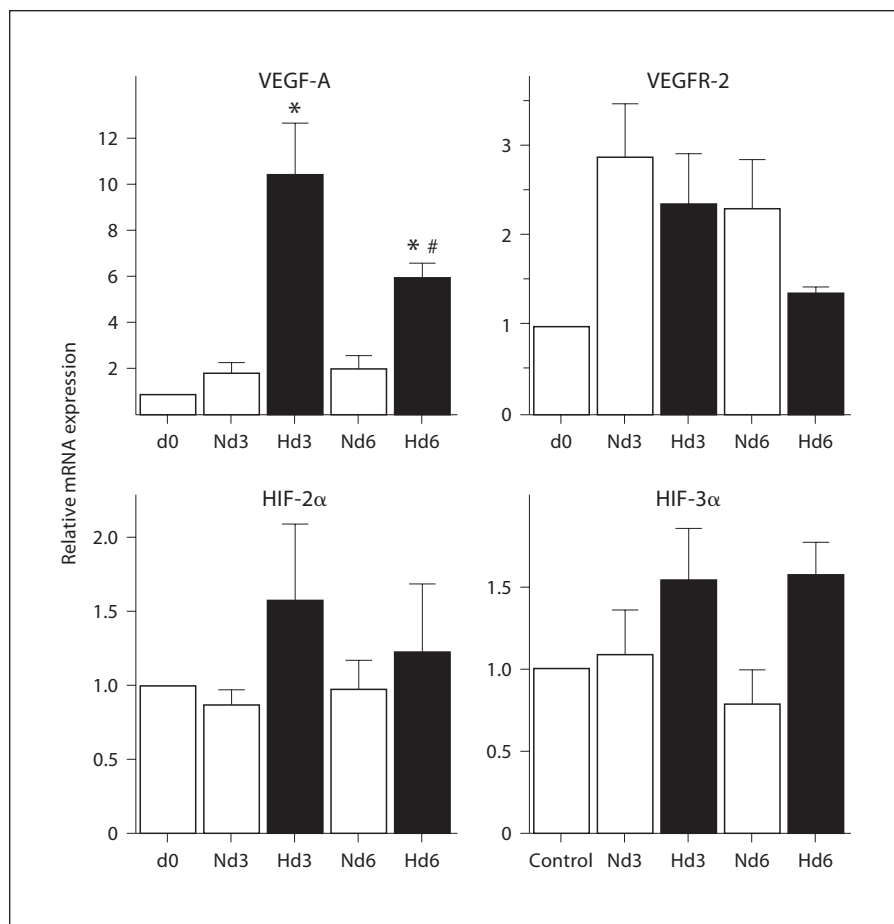 Relative mRNA expression
VEGF-A
12
10
8
6
4
2
*
* #
d0 Nd3 Hd3 Nd6 Hd6
VEGFR-2
3
2
1
0
d0 Nd3 Hd3 Nd6 Hd6
HIF-2α
2.0
1.5
1.0
0.5
0
d0 Nd3 Hd3 Nd6 Hd6
HIF-3α
1.5
1.0
0.5
0
Control Nd3 Hd3 Nd6 Hd6